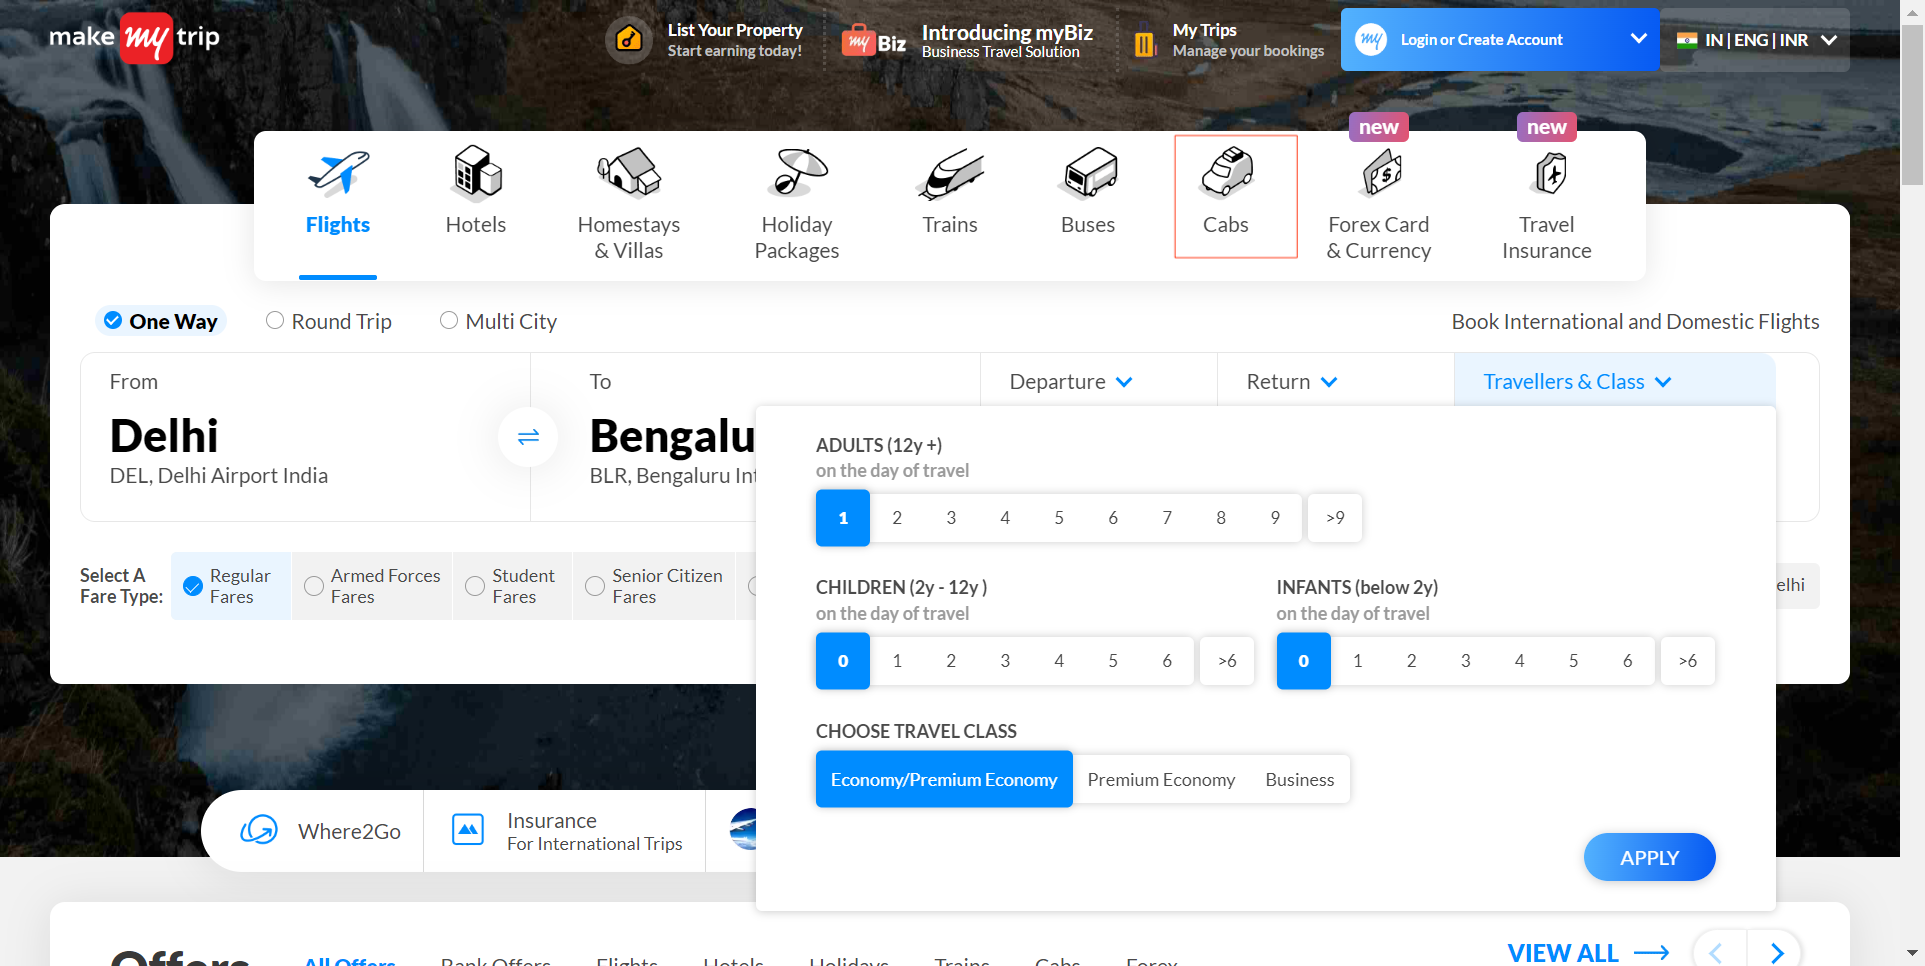 make my trip
List Your Property
Start earning today!
my Biz
Introducing myBiz
Business Travel Solution
My Trips
Manage your bookings
my
Login or Create Account
IN | ENG | INR
new
new
Flights
Hotels
Homestays
& Villas
Holiday
Packages
Trains
Buses
Cabs
Forex Card
& Currency
Travel
Insurance
One Way
Round Trip
Multi City
Book International and Domestic Flights
From
Delhi
DEL, Delhi Airport India
To
Bengalu
BLR, Bengaluru Int
Departure
Return
Travellers & Class
ADULTS (12y +)
on the day of travel
1 2 3 4 5 6 7 8 9 >9
CHILDREN (2y - 12y )
on the day of travel
0 1 2 3 4 5 6 >6
INFANTS (below 2y)
on the day of travel
0 1 2 3 4 5 6 >6
CHOOSE TRAVEL CLASS
Economy/Premium Economy
Premium Economy
Business
APPLY
Select A
Fare Type:
Regular
Fares
Armed Forces
Fares
Student
Fares
Senior Citizen
Fares
elhi
Where2Go
Insurance
For International Trips
Offers
All Offers
Bank Offers
Flights
Hotels
Holidays
Trains
Cabs
Forex
VIEW ALL